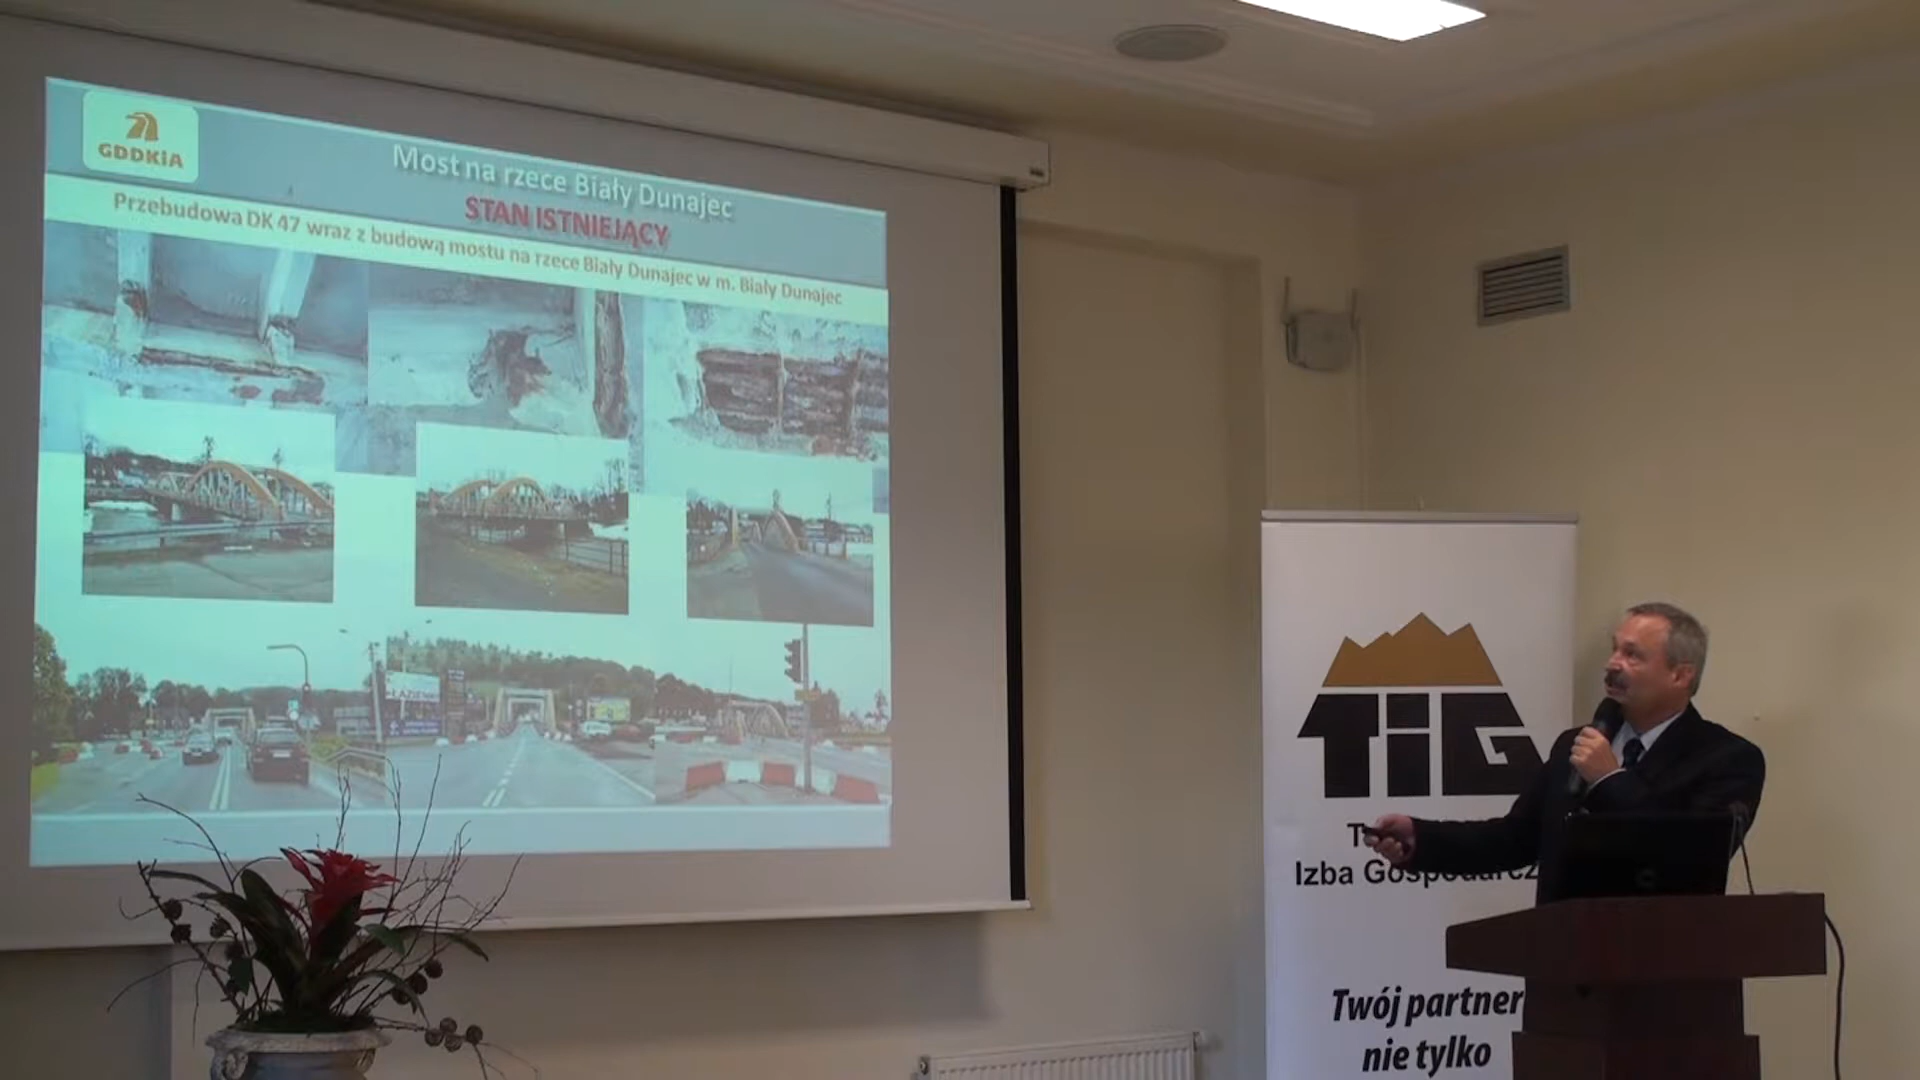 GDDKiA
Most na rzece Biały Dunajec
STAN ISTNIEJĄCY
Przebudowa DK 47 wraz z budową mostu na rzece Biały Dunajec w m. Biały Dunajec
ŁAZIENKI
TiG
Izba
Twój partner
nie tylko